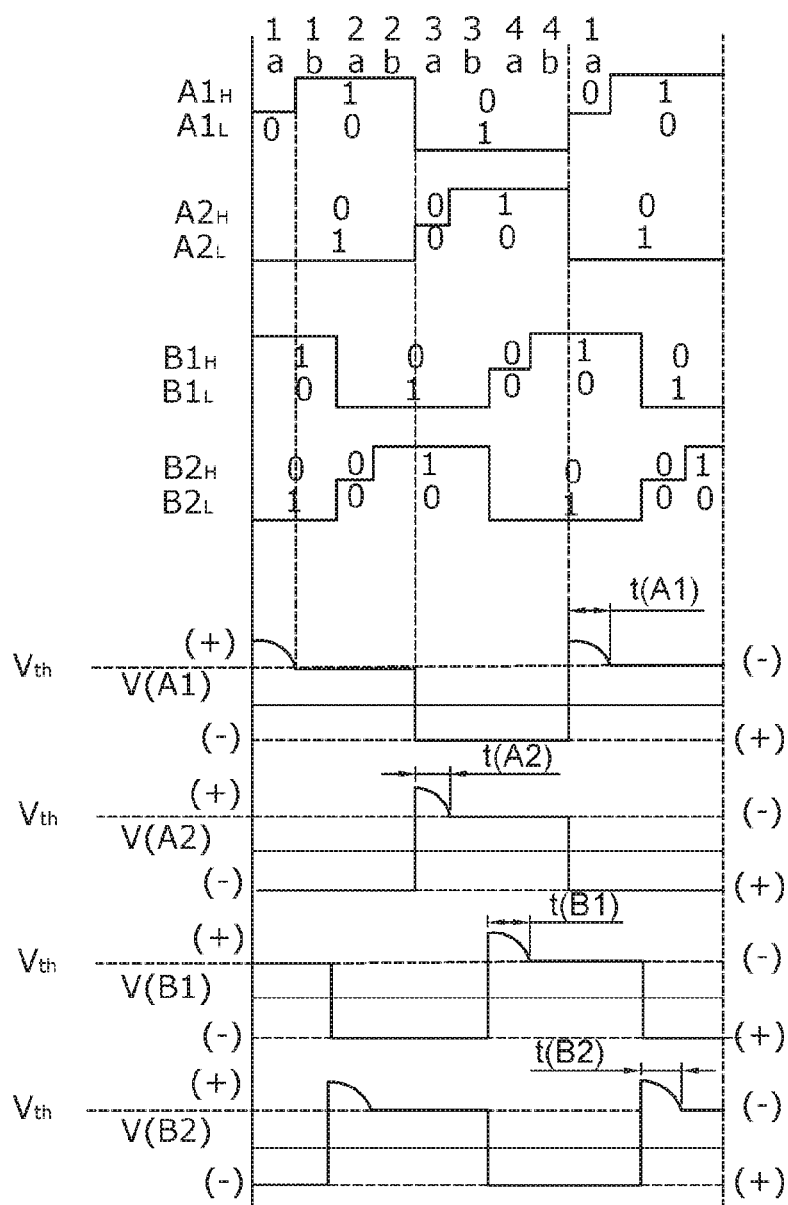 1 1 2 2 3 3 4 4 1
a b a b a b a b a
A1H 1 0 0 1
A1L 0 0 1 0
A2H 0 0 1 0
A2L 1 0 0 1
B1H 1 0 0 1 0
B1L 0 1 0 0 1
B2H 0 0 1 0 0 1
B2L 1 0 0 1 0 0
t(A1)
(+)
Vth (-)
V(A1)
(-) (+)
t(A2)
(+)
Vth (-)
V(A2)
(-) (+)
t(B1)
(+)
Vth (-)
V(B1)
(-) (+)
t(B2)
(+)
Vth (-)
V(B2)
(-) (+)